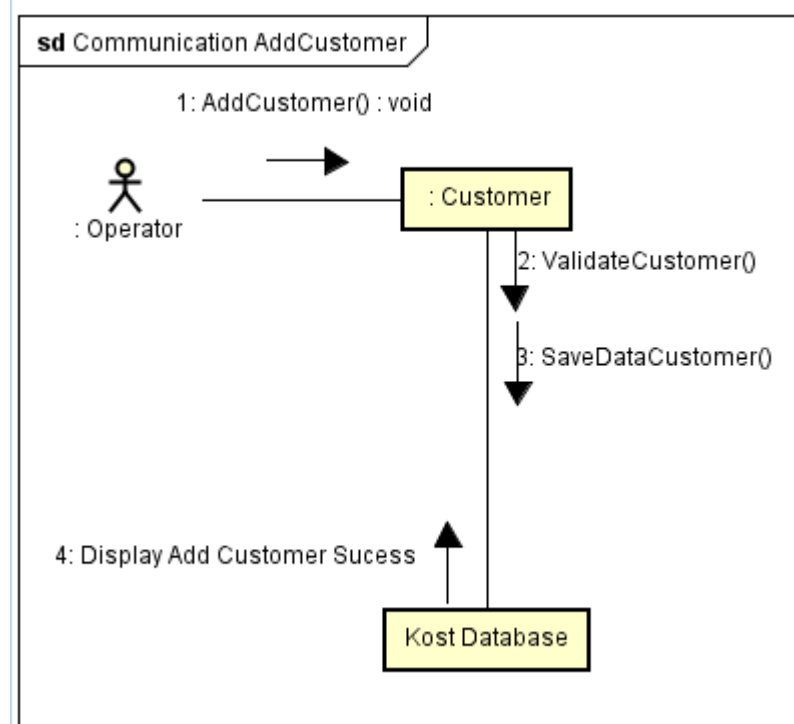 sd Communication AddCustomer
1: AddCustomer() : void
: Operator
: Customer
2: ValidateCustomer()
3: SaveDataCustomer()
4: Display Add Customer Sucess
Kost Database